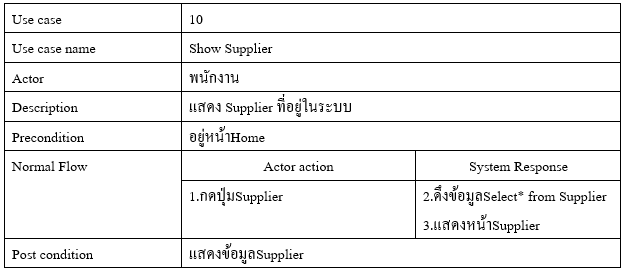 Use case 10
Use case name Show Supplier
Actor พนักงาน
Description แสดง Supplier ที่อยู่ในระบบ
Precondition อยู่หน้าHome
Normal Flow Actor action System Response
1.กดปุ่มSupplier 2.ดึงข้อมูลSelect* from Supplier
3.แสดงหน้าSupplier
Post condition แสดงข้อมูลSupplier